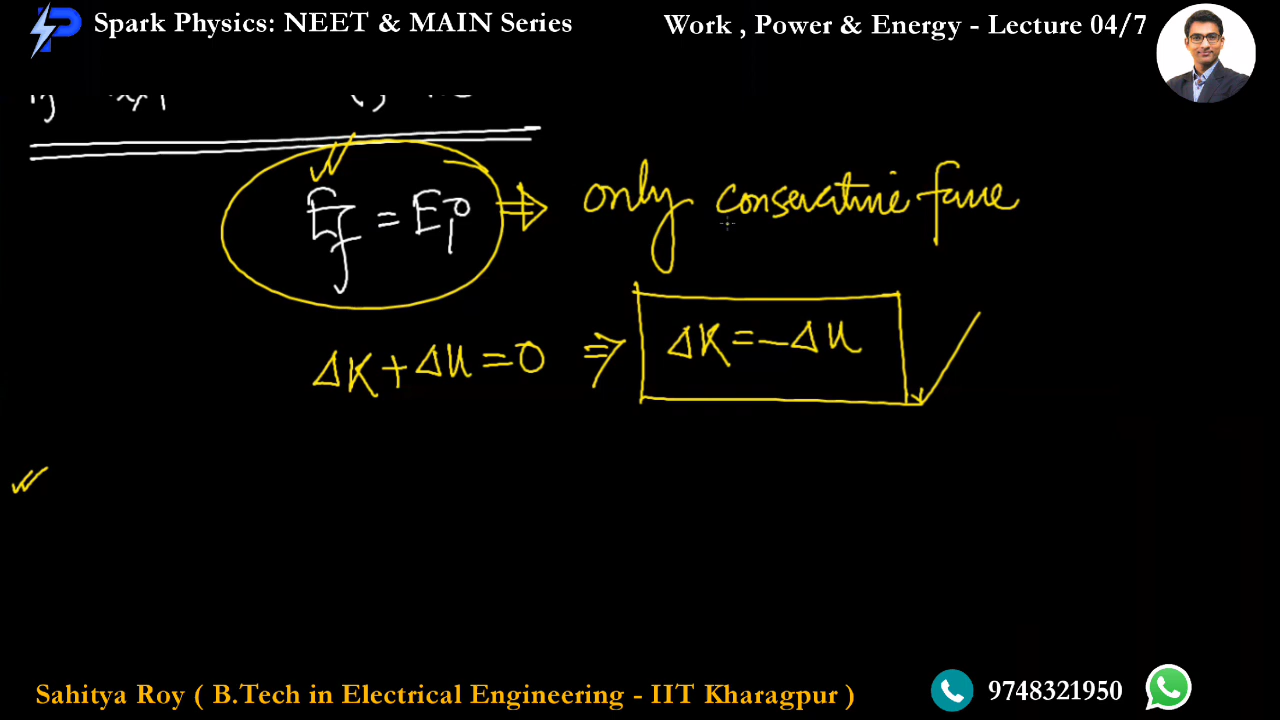 Spark Physics: NEET & MAIN Series
Work , Power & Energy - Lecture 04/7
Ef = Ei ⇒ only conservative force
ΔK + ΔU = 0 ⇒ ΔK = -ΔU
Sahitya Roy ( B.Tech in Electrical Engineering - IIT Kharagpur )
9748321950